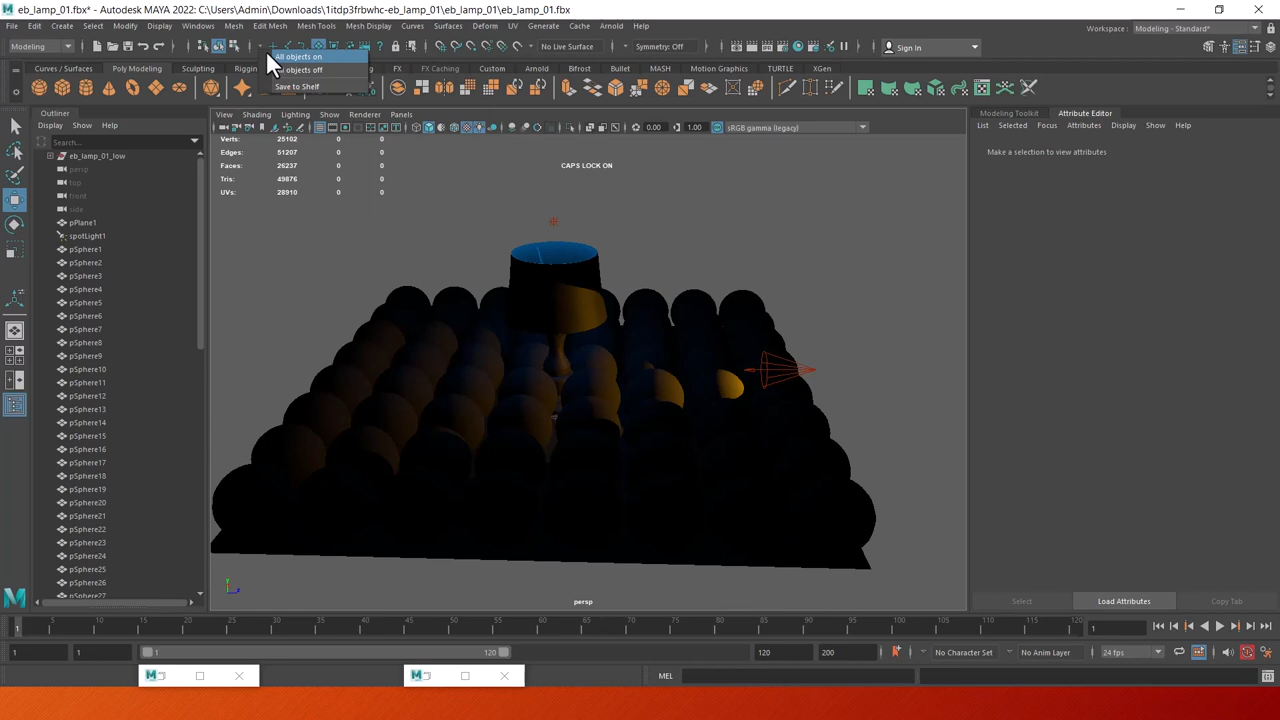 eb_lamp_01.fbx* - Autodesk MAYA 2022: C:\Users\Admin\Downloads\1itdp3frbwhc-eb_lamp_01\eb_lamp_01.fbx
File Edit Create Select Modify Display Windows Mesh Edit Mesh Mesh Tools Mesh Display Curves Surfaces Deform UV Generate Cache Arnold Help
Workspace : Modeling - Standard*
Modeling
No Live Surface
Symmetry: Off
Sign In
All objects on
objects off
Save to Shelf
Curves / Surfaces Poly Modeling Sculpting FX FX Caching Custom Arnold Bifrost MASH Motion Graphics TURTLE XGen
Outliner
Display Show Help
Search...
eb_lamp_01_low
persp
top
front
side
pPlane1
spotLight1
pSphere1
pSphere2
pSphere3
pSphere4
pSphere5
pSphere6
pSphere7
pSphere8
pSphere9
pSphere10
pSphere11
pSphere12
pSphere13
pSphere14
pSphere15
pSphere16
pSphere17
pSphere18
pSphere19
pSphere20
pSphere21
pSphere22
pSphere23
pSphere24
pSphere25
pSphere26
pSphere27
View Shading Lighting Show Renderer Panels
0.00 1.00 sRGB gamma (legacy)
Verts: 25102 0 0
Edges: 51207 0 0
Faces: 26237 0 0
Tris: 49876 0 0
UVs: 28910 0 0
CAPS LOCK ON
persp
Modeling Toolkit Attribute Editor
List Selected Focus Attributes Display Show Help
Make a selection to view attributes
Select Load Attributes Copy Tab
1 5 10 15 20 25 30 35 40 45 50 55 60 65 70 75 80 85 90 95 100 105 110 115 120 1
1 1 1 120 120 200 No Character Set No Anim Layer 24 fps
MEL